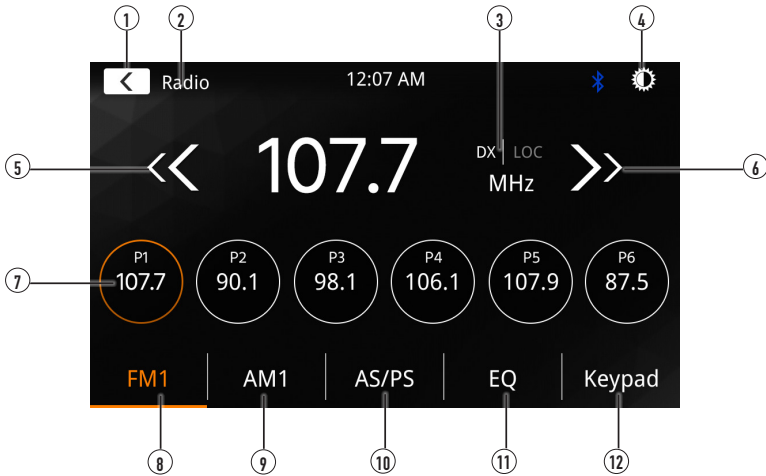 1 2 3 4
Radio 12:07 AM
5 107.7 DX LOC 6
MHz
P1 P2 P3 P4 P5 P6
7 107.7 90.1 98.1 106.1 107.9 87.5
FM1 AM1 AS/PS EQ Keypad
8 9 10 11 12